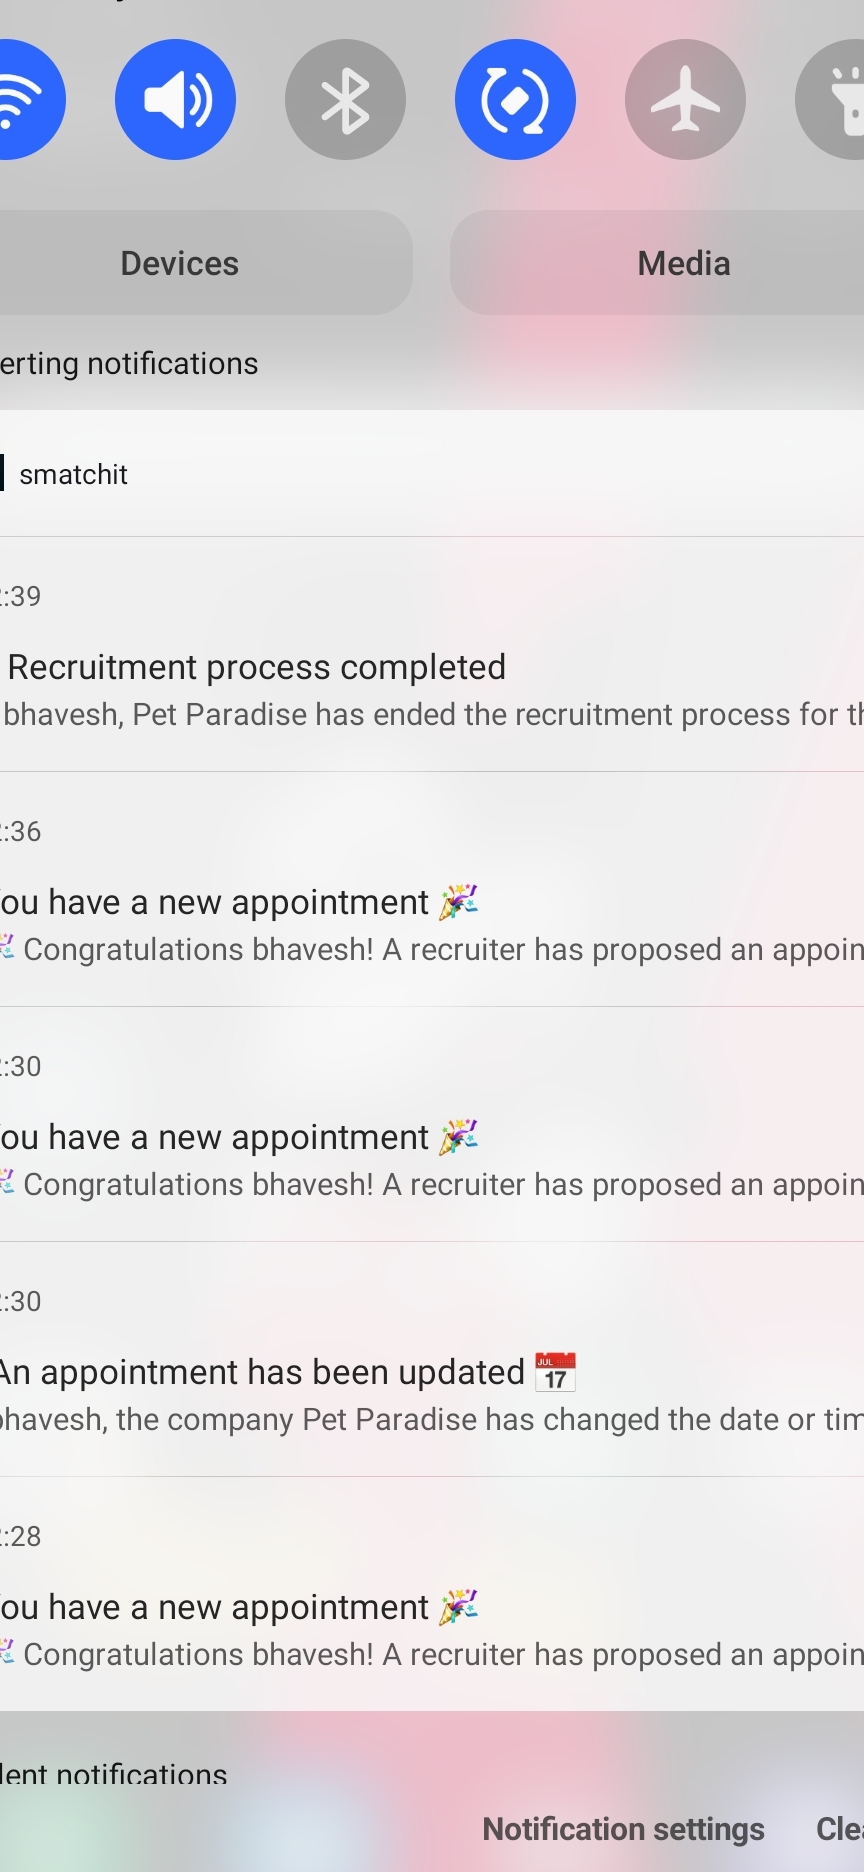 Devices
Media
erting notifications
smatchit
:39
Recruitment process completed
bhavesh, Pet Paradise has ended the recruitment process for th
:36
ou have a new appointment 🎉
Congratulations bhavesh! A recruiter has proposed an appoin
:30
ou have a new appointment 🎉
Congratulations bhavesh! A recruiter has proposed an appoin
:30
An appointment has been updated 📅
bhavesh, the company Pet Paradise has changed the date or tim
:28
ou have a new appointment 🎉
Congratulations bhavesh! A recruiter has proposed an appoin
lent notifications
Notification settings
Clea